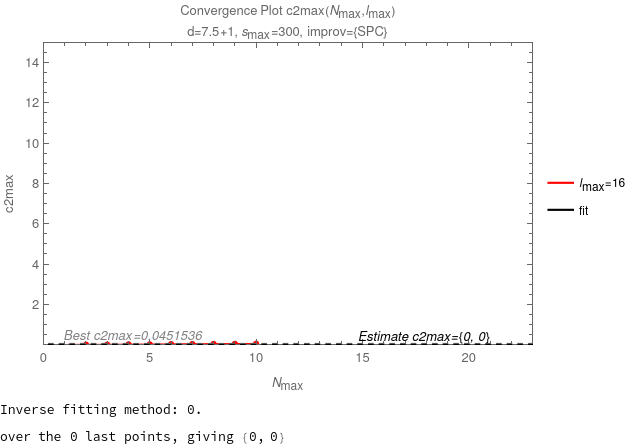 Convergence Plot c2max(Nmax,lmax)
d=7.5+1, smax=300, improv={SPC}
14
12
10
8
6
4
2
c2max
lmax=16
fit
Best c2max=0.0451536
Estimate c2max={0, 0}
0 5 10 15 20
Nmax
Inverse fitting method: 0.
over the 0 last points, giving {0, 0}